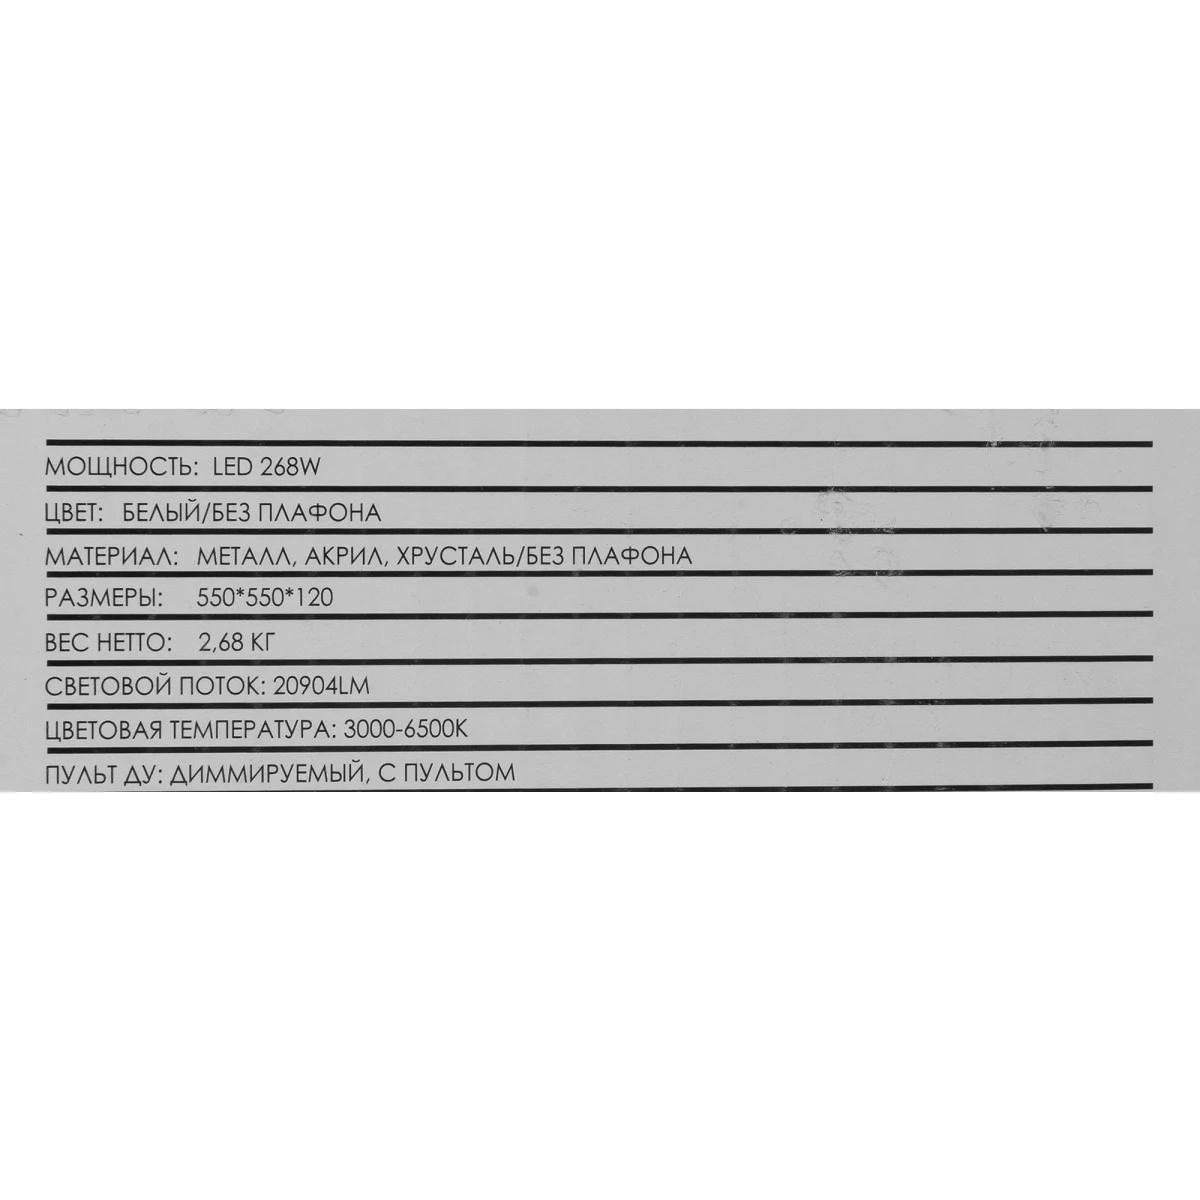 МОЩНОСТЬ: LED 268W
ЦВЕТ: БЕЛЫЙ/БЕЗ ПЛАФОНА
МАТЕРИАЛ: МЕТАЛЛ, АКРИЛ, ХРУСТАЛЬ/БЕЗ ПЛАФОНА
РАЗМЕРЫ: 550*550*120
ВЕС НЕТТО: 2,68 КГ
СВЕТОВОЙ ПОТОК: 20904LM
ЦВЕТОВАЯ ТЕМПЕРАТУРА: 3000-6500K
ПУЛЬТ ДУ: ДИММИРУЕМЫЙ, С ПУЛЬТОМ